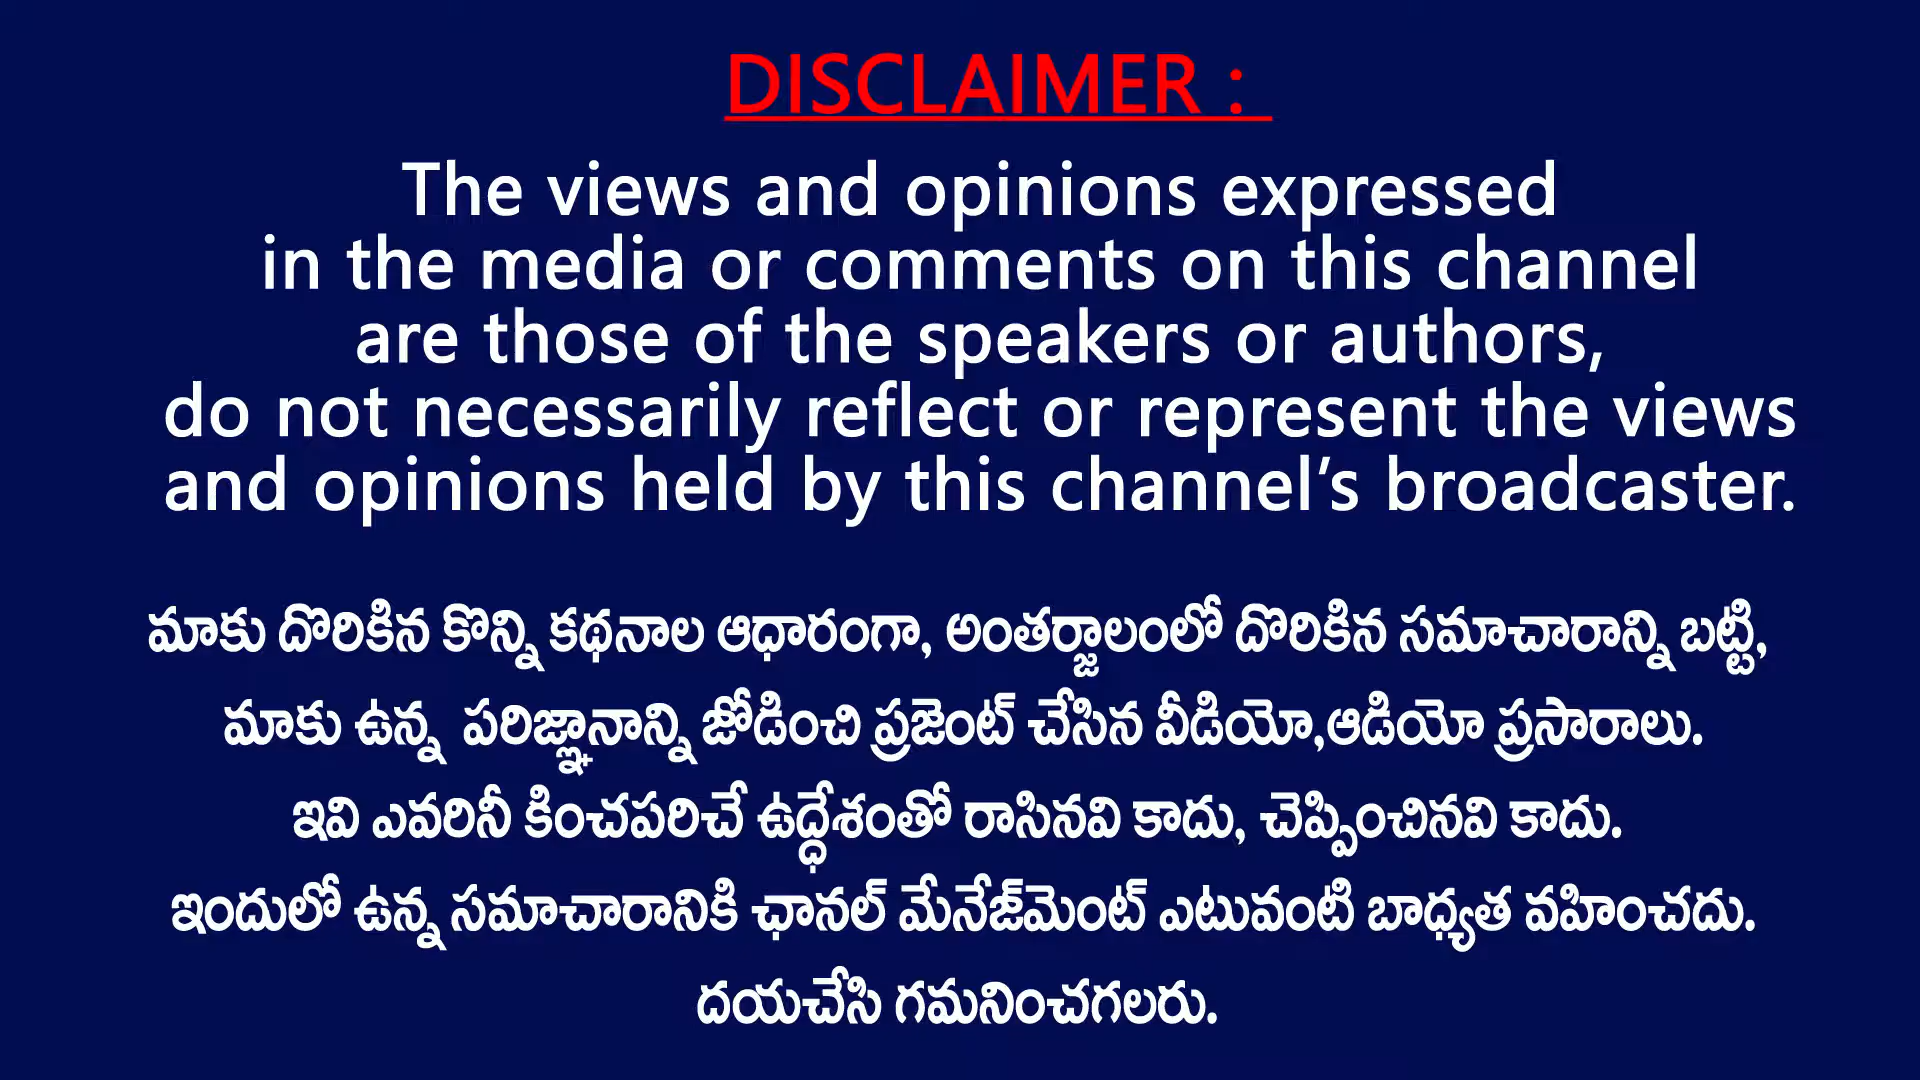 DISCLAIMER :
The views and opinions expressed
in the media or comments on this channel
are those of the speakers or authors,
do not necessarily reflect or represent the views
and opinions held by this channel’s broadcaster.
మాకు దొరికిన కొన్ని కథనాల ఆధారంగా, అంతర్జాలంలో దొరికిన సమాచారాన్ని బట్టి,
మాకు ఉన్న పరిజ్ఞానాన్ని జోడించి ప్రజెంట్ చేసిన వీడియో,ఆడియో ప్రసారాలు.
ఇవి ఎవరినీ కించపరిచే ఉద్ధేశంతో రాసినవి కాదు, చెప్పించినవి కాదు.
ఇందులో ఉన్న సమాచారానికి ఛానల్ మేనేజ్‌మెంట్ ఎటువంటి బాధ్యత వహించదు.
దయచేసి గమనించగలరు.